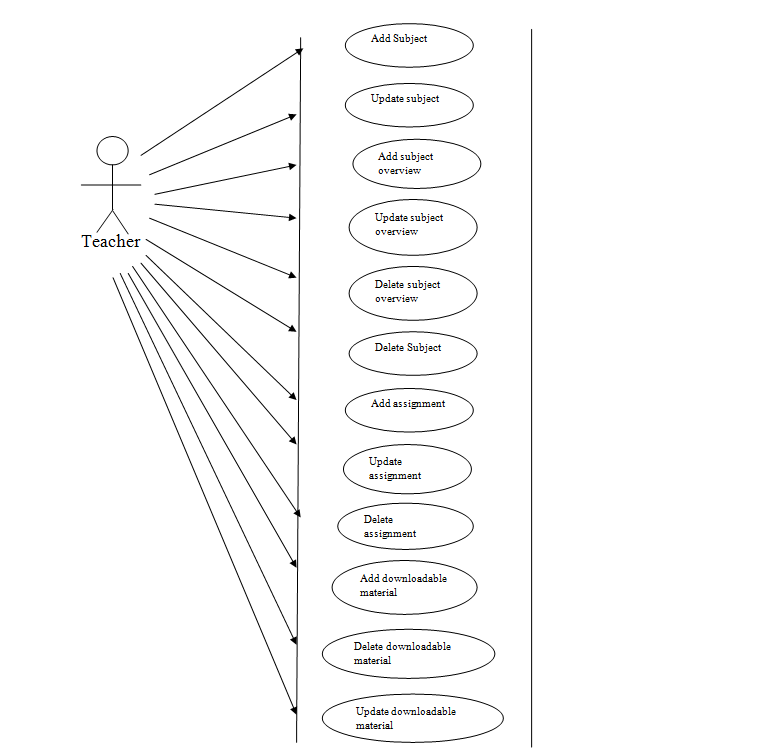 Add Subject
Update subject
Add subject
overview
Update subject
overview
Teacher
Delete subject
overview
Delete Subject
Add assignment
Update
assignment
Delete
assignment
Add downloadable
material
Delete downloadable
material
Update downloadable
material